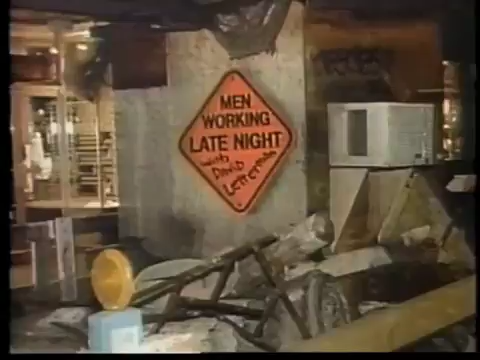 MEN
WORKING
LATE NIGHT
with
David
Letterman